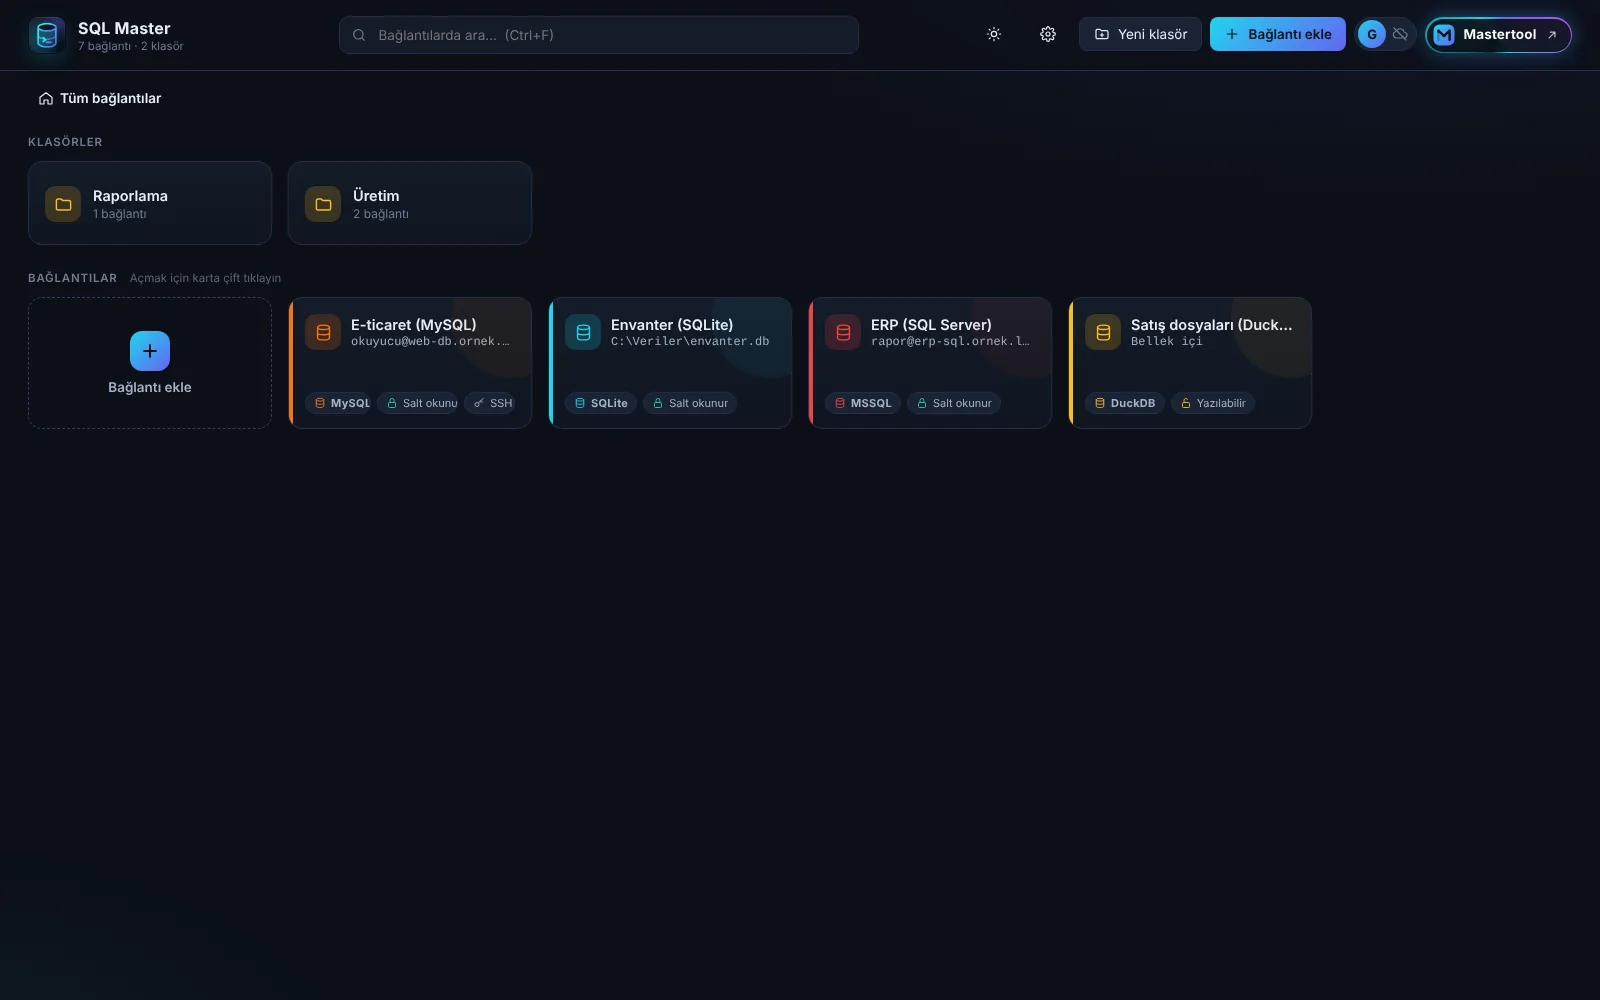 SQL Master
7 bağlantı · 2 klasör
Bağlantılarda ara... (Ctrl+F)
Yeni klasör
Bağlantı ekle
G
Mastertool
Tüm bağlantılar
KLASÖRLER
Raporlama
1 bağlantı
Üretim
2 bağlantı
BAĞLANTILAR Açmak için karta çift tıklayın
Bağlantı ekle
E-ticaret (MySQL)
okuyucu@web-db.ornek.…
MySQL Salt okunu SSH
Envanter (SQLite)
C:\Veriler\envanter.db
SQLite Salt okunur
ERP (SQL Server)
rapor@erp-sql.ornek.l…
MSSQL Salt okunur
Satış dosyaları (Duck...
Bellek içi
DuckDB Yazılabilir